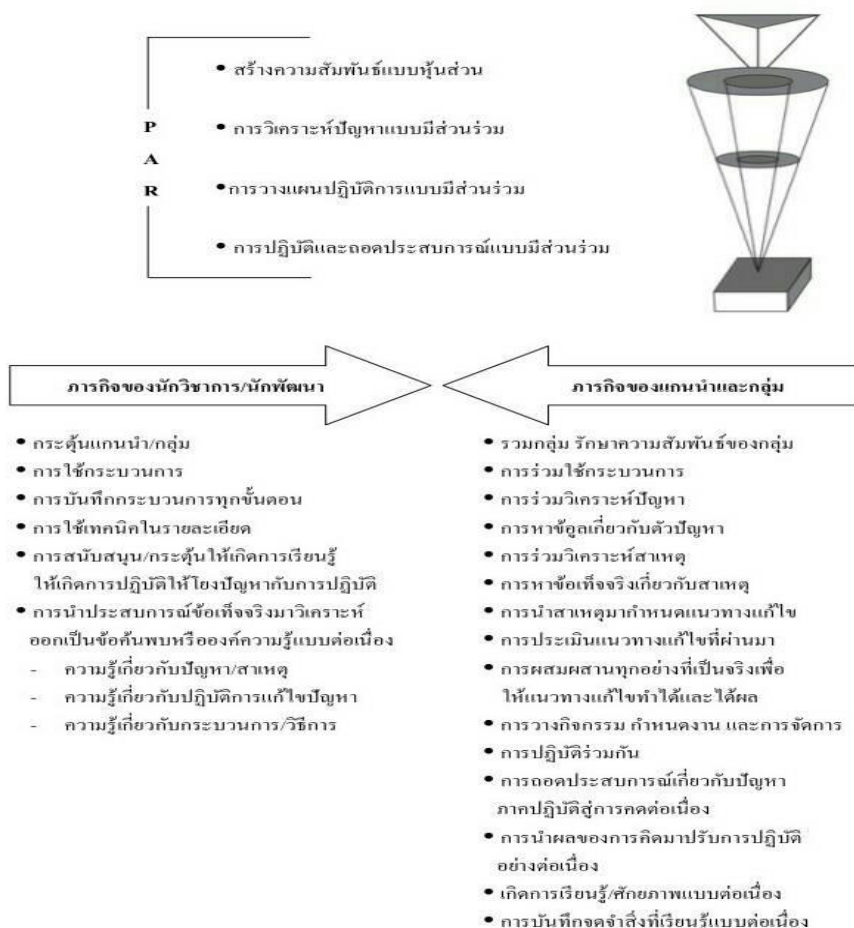 • สร้างความสัมพันธ์แบบหุ้นส่วน
P • การวิเคราะห์ปัญหาแบบมีส่วนร่วม
A
R •การวางแผนปฏิบัติการแบบมีส่วนร่วม
• การปฏิบัติและถอดประสบการณ์แบบมีส่วนร่วม
ภารกิจของนักวิชาการ/นักพัฒนา
• กระตุ้นแกนนำ/กลุ่ม
• การใช้กระบวนการ
• การบันทึกกระบวนการทุกขั้นตอน
• การใช้เทคนิคในรายละเอียด
• การสนับสนุน/กระตุ้นให้เกิดการเรียนรู้
ให้เกิดการปฏิบัติให้โยงปัญหากับการปฏิบัติ
• การนำประสบการณ์ข้อเท็จจริงมาวิเคราะห์
ออกเป็นข้อค้นพบหรือองค์ความรู้แบบต่อเนื่อง
- ความรู้เกี่ยวกับปัญหา/สาเหตุ
- ความรู้เกี่ยวกับปฏิบัติการแก้ไขปัญหา
- ความรู้เกี่ยวกับกระบวนการ/วิธีการ
ภารกิจของแกนนำและกลุ่ม
• รวมกลุ่ม รักษาความสัมพันธ์ของกลุ่ม
• การร่วมใช้กระบวนการ
• การร่วมวิเคราะห์ปัญหา
• การหาข้อูลเกี่ยวกับตัวปัญหา
• การร่วมวิเคราะห์สาเหตุ
• การหาข้อเท็จจริงเกี่ยวกับสาเหตุ
• การนำสาเหตุมากำหนดแนวทางแก้ไข
• การประเมินแนวทางแก้ไขที่ผ่านมา
• การผสมผสานทุกอย่างที่เป็นจริงเพื่อ
ให้แนวทางแก้ไขทำได้และได้ผล
• การวางกิจกรรม กำหนดงาน และการจัดการ
• การปฏิบัติร่วมกัน
• การถอดประสบการณ์เกี่ยวกับปัญหา
ภาคปฏิบัติสู่การคดต่อเนื่อง
• การนำผลของการคิดมาปรับการปฏิบัติ
อย่างต่อเนื่อง
• เกิดการเรียนรู้/ศักยภาพแบบต่อเนื่อง
• การบันทึกจดจำสิ่งที่เรียนรู้แบบต่อเนื่อง